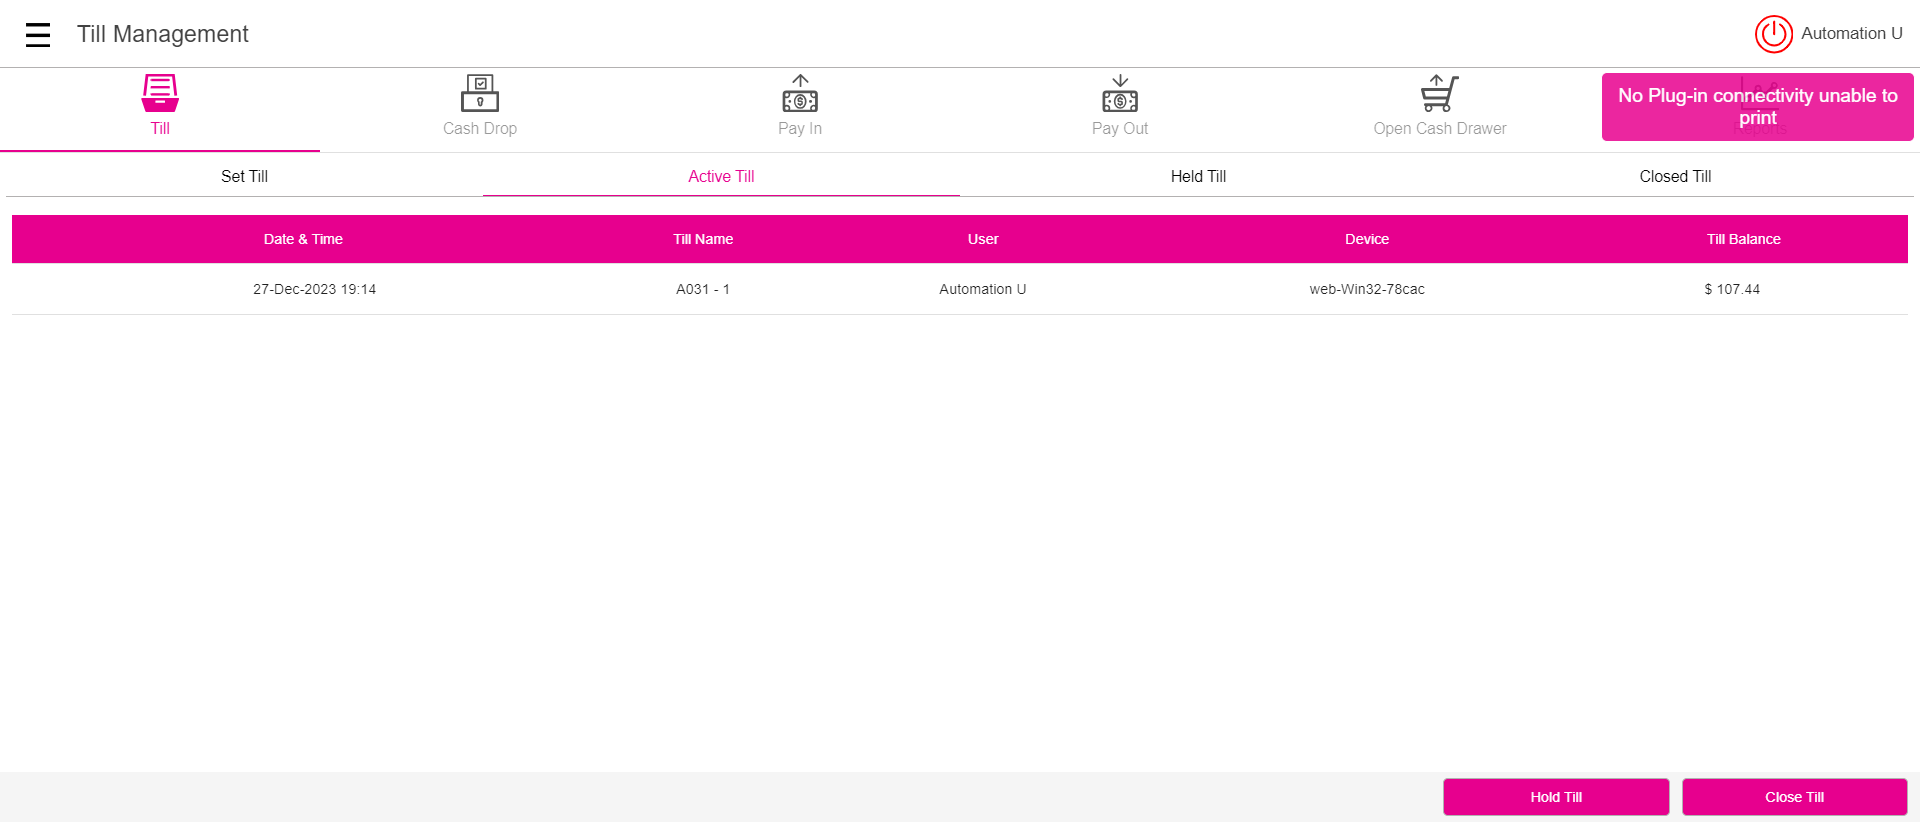 Till Management
Automation U
Till
Cash Drop
Pay In
Pay Out
Open Cash Drawer
Reports
No Plug-in connectivity unable to
print
Set Till
Active Till
Held Till
Closed Till
Date & Time
Till Name
User
Device
Till Balance
27-Dec-2023 19:14
A031 - 1
Automation U
web-Win32-78cac
$ 107.44
Hold Till
Close Till